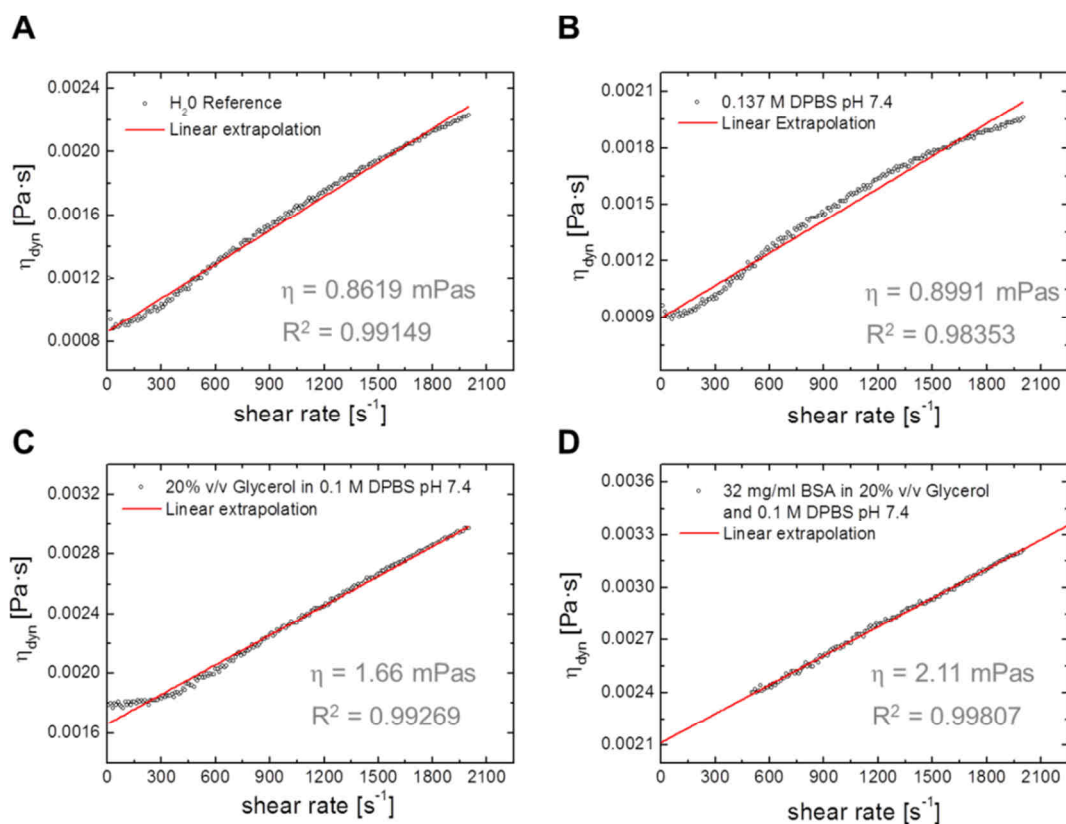 A
0.0024
0.0020
0.0016
0.0012
0.0008
η_dyn [Pa·s]
H₂0 Reference
Linear extrapolation
η = 0.8619 mPas
R² = 0.99149
0 300 600 900 1200 1500 1800 2100
shear rate [s⁻¹]
B
0.0021
0.0018
0.0015
0.0012
0.0009
η_dyn [Pa·s]
0.137 M DPBS pH 7.4
Linear Extrapolation
η = 0.8991 mPas
R² = 0.98353
0 300 600 900 1200 1500 1800 2100
shear rate [s⁻¹]
C
0.0032
0.0028
0.0024
0.0020
0.0016
η_dyn [Pa·s]
20% v/v Glycerol in 0.1 M DPBS pH 7.4
Linear extrapolation
η = 1.66 mPas
R² = 0.99269
0 300 600 900 1200 1500 1800 2100
shear rate [s⁻¹]
D
0.0036
0.0033
0.0030
0.0027
0.0024
0.0021
η_dyn [Pa·s]
32 mg/ml BSA in 20% v/v Glycerol
and 0.1 M DPBS pH 7.4
Linear extrapolation
η = 2.11 mPas
R² = 0.99807
0 300 600 900 1200 1500 1800 2100
shear rate [s⁻¹]